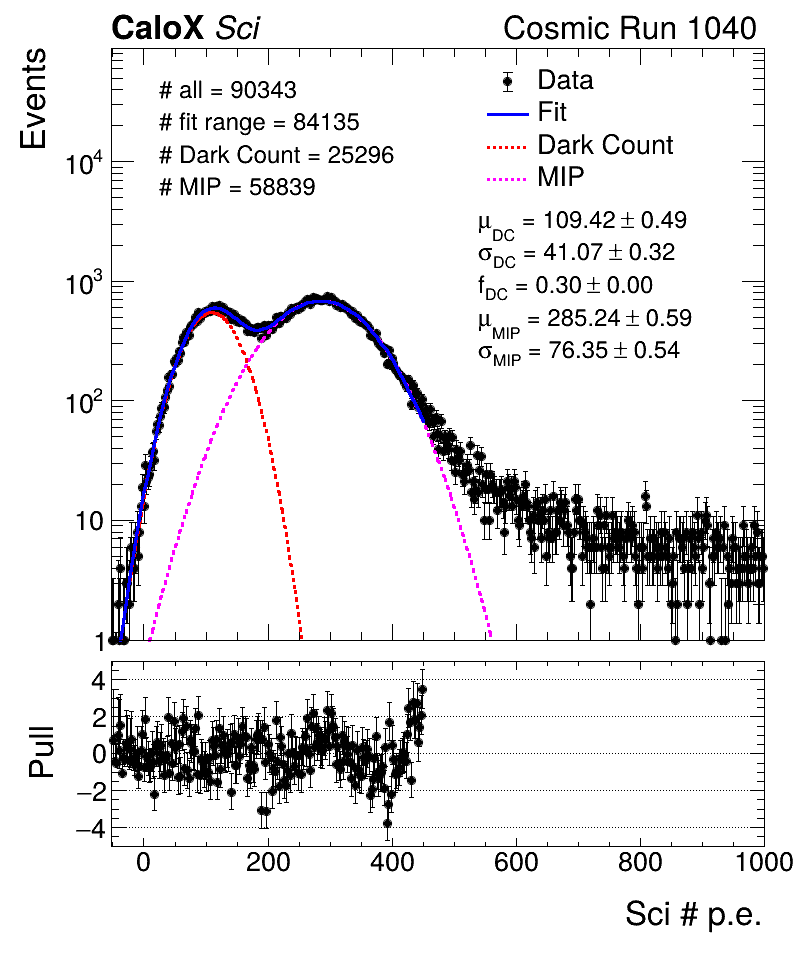 CaloX Sci
Cosmic Run 1040
Events
# all = 90343
# fit range = 84135
# Dark Count = 25296
# MIP = 58839
Data
Fit
Dark Count
MIP
μDC = 109.42 ± 0.49
σDC = 41.07 ± 0.32
fDC = 0.30 ± 0.00
μMIP = 285.24 ± 0.59
σMIP = 76.35 ± 0.54
10⁴
10³
10²
10
1
Pull
4
2
0
−2
−4
0 200 400 600 800 1000
Sci # p.e.